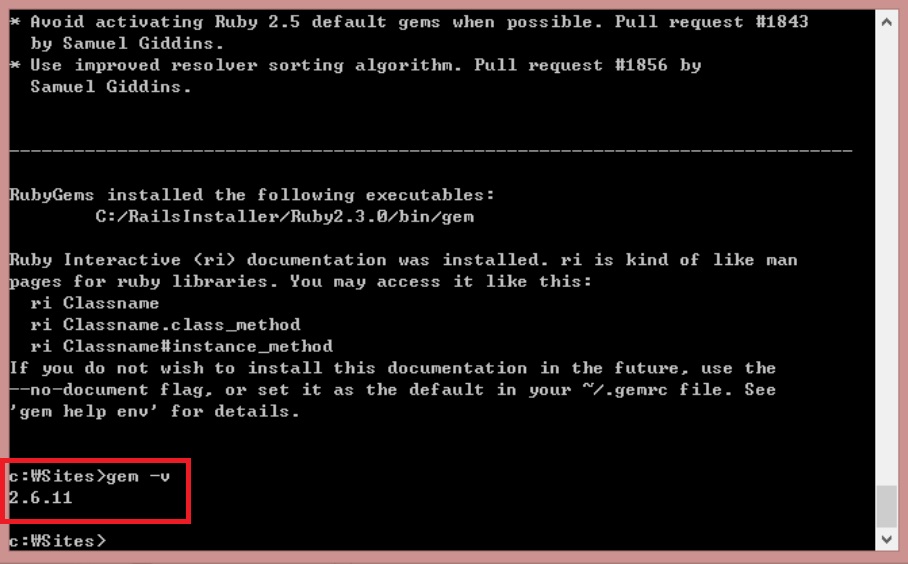 * Avoid activating Ruby 2.5 default gems when possible. Pull request #1843
by Samuel Giddins.
* Use improved resolver sorting algorithm. Pull request #1856 by
Samuel Giddins.
------------------------------------------------------------------------------
RubyGems installed the following executables:
C:/RailsInstaller/Ruby2.3.0/bin/gem
Ruby Interactive (ri) documentation was installed. ri is kind of like man
pages for ruby libraries. You may access it like this:
ri Classname
ri Classname.class_method
ri Classname#instance_method
If you do not wish to install this documentation in the future, use the
--no-document flag, or set it as the default in your ~/.gemrc file. See
'gem help env' for details.
c:₩Sites>gem -v
2.6.11
c:₩Sites>